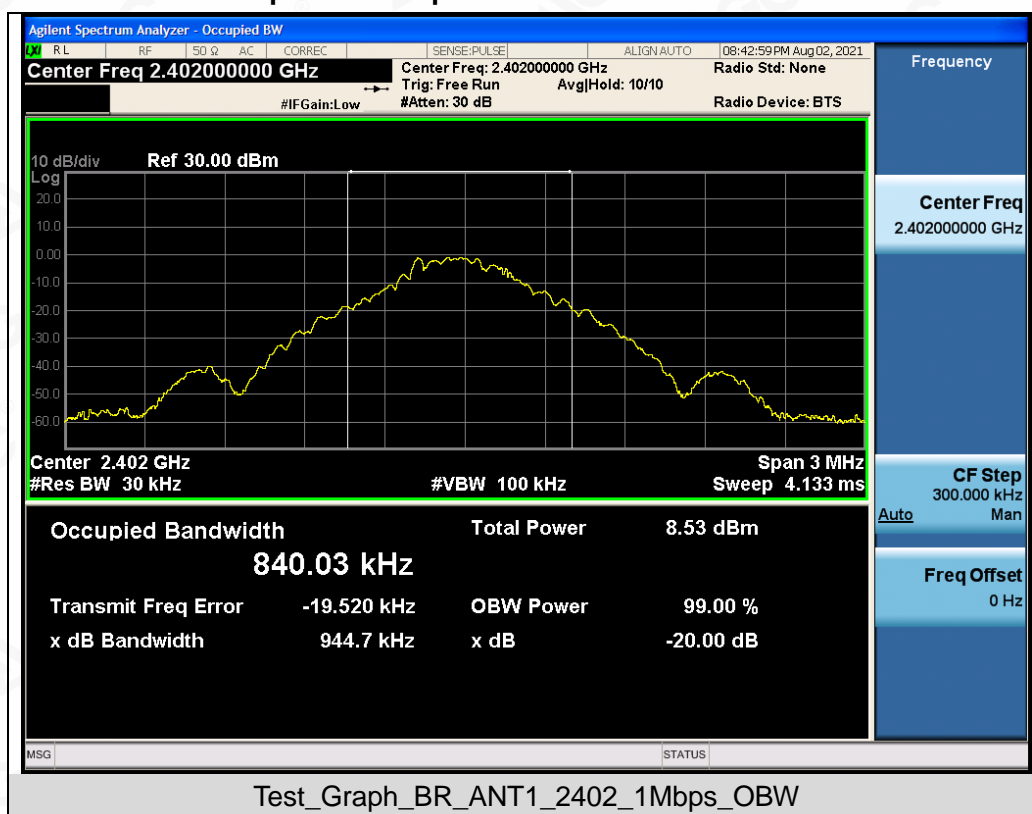 Agilent Spectrum Analyzer - Occupied BW
LXI RL RF 50 Ω AC CORREC SENSE:PULSE ALIGN AUTO 08:42:59 PM Aug 02, 2021
Center Freq 2.402000000 GHz Center Freq: 2.402000000 GHz Radio Std: None
Trig: Free Run Avg|Hold: 10/10
#IFGain:Low #Atten: 30 dB Radio Device: BTS
Frequency
10 dB/div Ref 30.00 dBm
Log
20.0
10.0
0.00
-10.0
-20.0
-30.0
-40.0
-50.0
-60.0
Center 2.402 GHz Span 3 MHz
#Res BW 30 kHz #VBW 100 kHz Sweep 4.133 ms
Center Freq
2.402000000 GHz
CF Step
300.000 kHz
Auto Man
Freq Offset
0 Hz
Occupied Bandwidth Total Power 8.53 dBm
840.03 kHz
Transmit Freq Error -19.520 kHz OBW Power 99.00 %
x dB Bandwidth 944.7 kHz x dB -20.00 dB
MSG STATUS
Test_Graph_BR_ANT1_2402_1Mbps_OBW